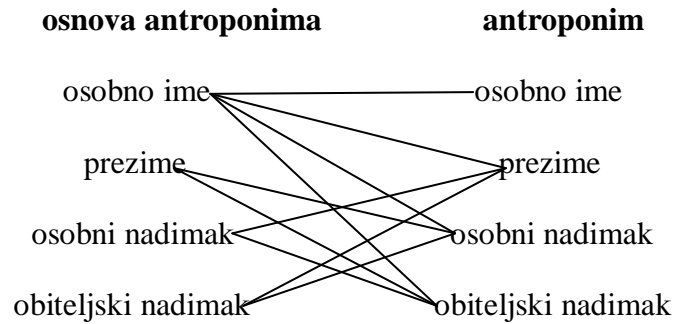 osnova antroponima antroponim
osobno ime osobno ime
prezime prezime
osobni nadimak osobni nadimak
obiteljski nadimak obiteljski nadimak